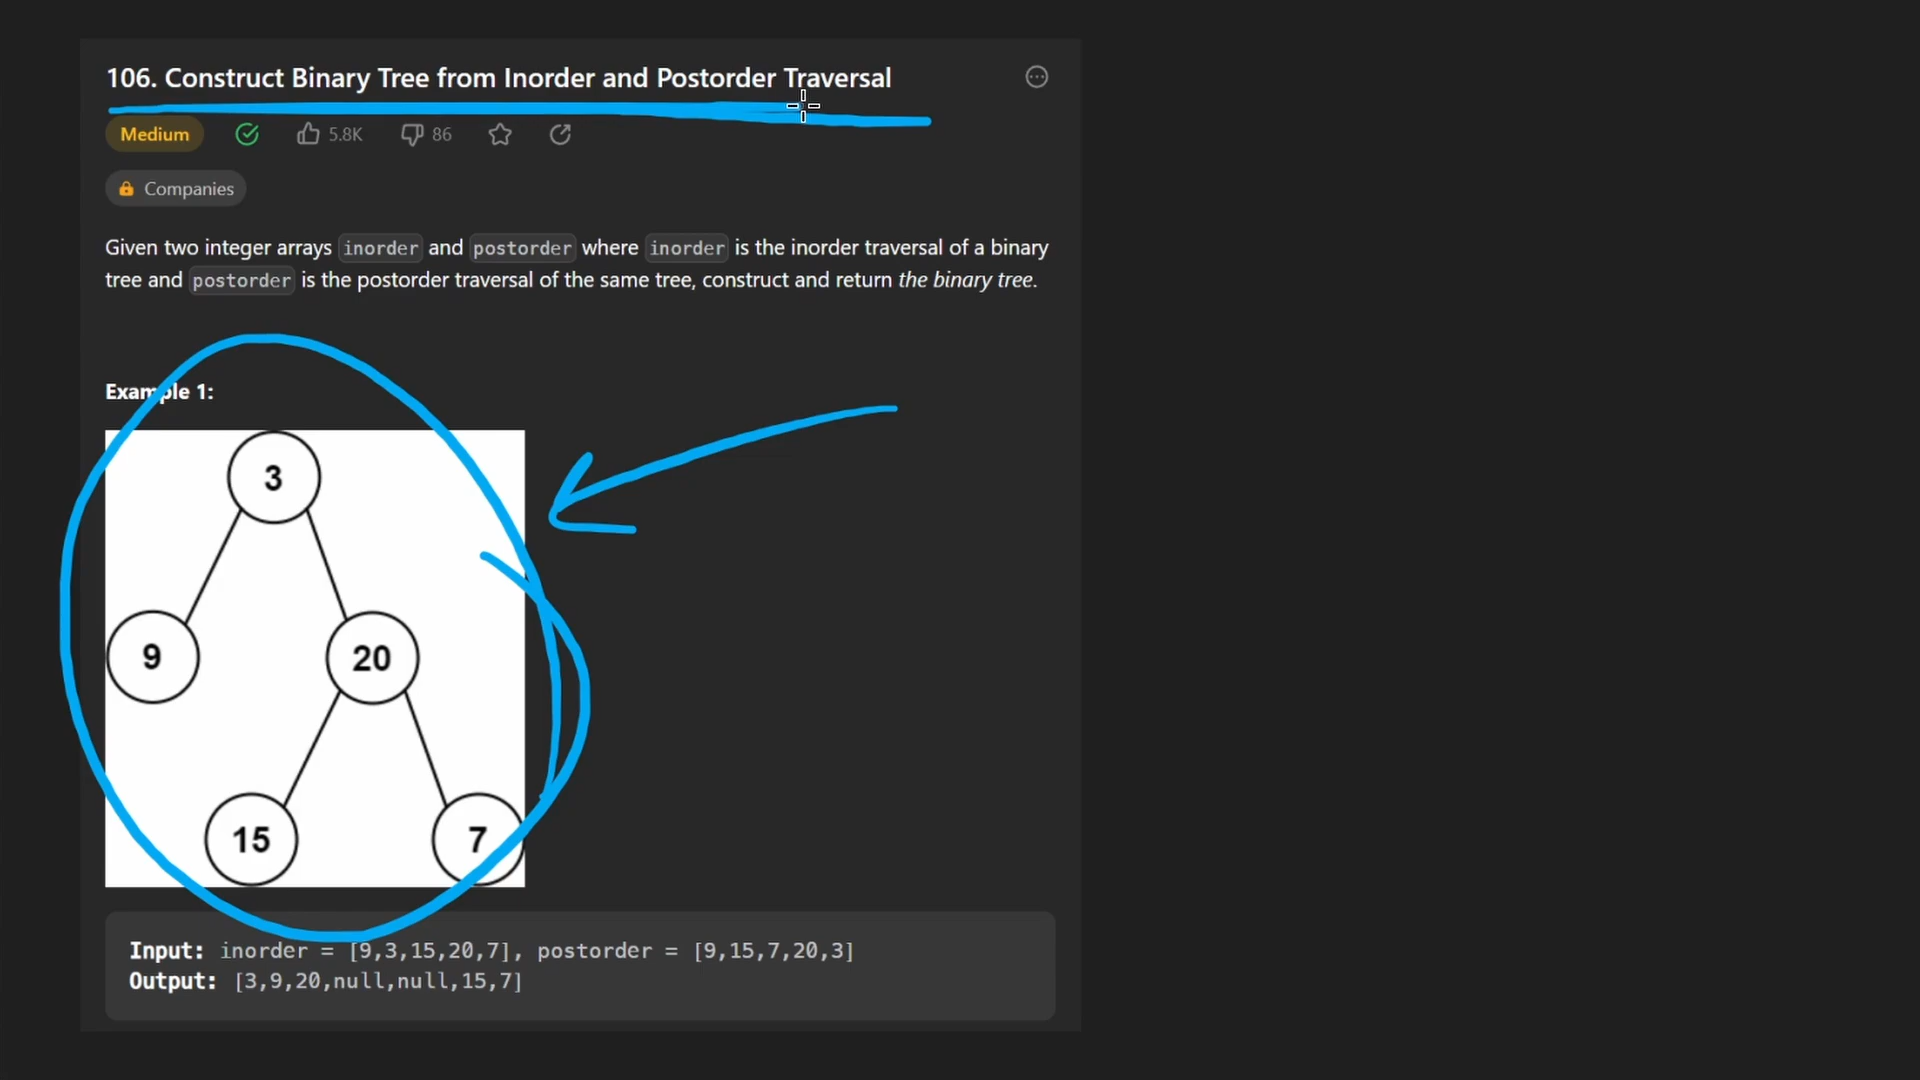 106. Construct Binary Tree from Inorder and Postorder Traversal
Medium 5.8K 86
Companies
Given two integer arrays inorder and postorder where inorder is the inorder traversal of a binary
tree and postorder is the postorder traversal of the same tree, construct and return the binary tree.
Example 1:
3
9 20
15 7
Input: inorder = [9,3,15,20,7], postorder = [9,15,7,20,3]
Output: [3,9,20,null,null,15,7]